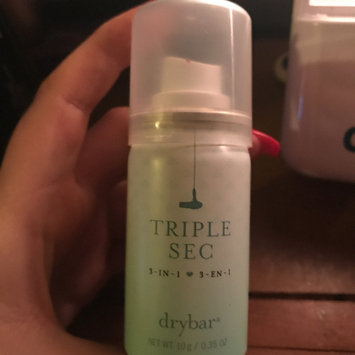 TRIPLE
SEC
3-IN-1 ♥ 3-EN-1
drybar®
NET WT 10 g / 0.35 OZ